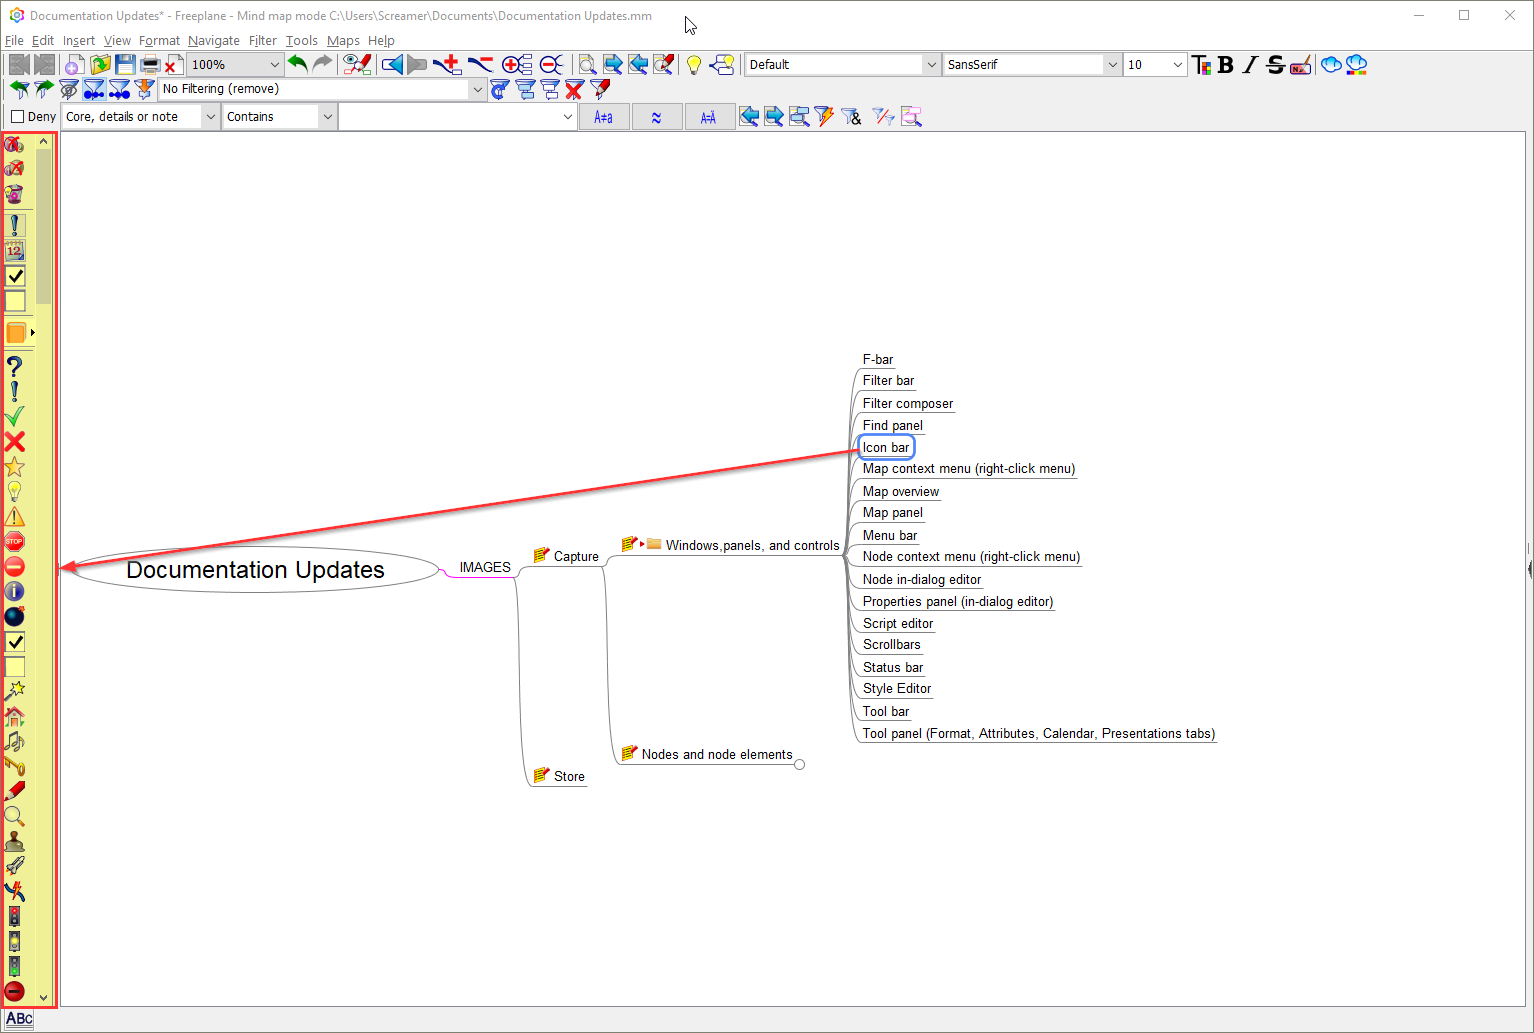 Documentation Updates* - Freeplane - Mind map mode C:\Users\Screamer\Documents\Documentation Updates.mm
File Edit Insert View Format Navigate Filter Tools Maps Help
100% Default SansSerif 10 T B I S
No Filtering (remove)
Deny Core, details or note Contains A≠a ≈ A=Ä &
12
STOP
F-bar
Filter bar
Filter composer
Find panel
Icon bar
Map context menu (right-click menu)
Map overview
Map panel
Menu bar
Windows,panels, and controls
Capture
Node context menu (right-click menu)
IMAGES
Documentation Updates
Node in-dialog editor
Properties panel (in-dialog editor)
Script editor
Scrollbars
Status bar
Style Editor
Tool bar
Tool panel (Format, Attributes, Calendar, Presentations tabs)
Nodes and node elements
Store
ABC